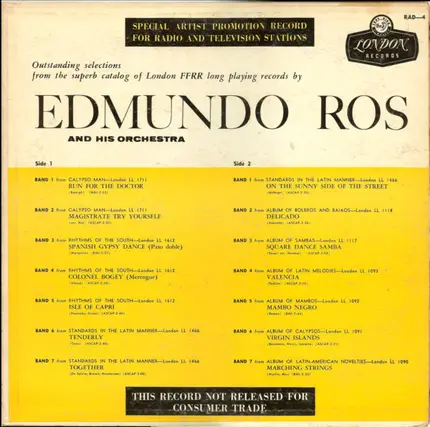 SPECIAL ARTIST PROMOTION RECORD
FOR RADIO AND TELEVISION STATIONS
RAD—4
LONDON
RECORDS
Outstanding selections
from the superb catalog of London FFRR long playing records by
EDMUNDO ROS
AND HIS ORCHESTRA
Side 1
BAND 1 from CALYPSO MAN—London LL 1711
RUN FOR THE DOCTOR
BAND 2 from CALYPSO MAN—London LL 1711
MAGISTRATE TRY YOURSELF
BAND 3 from RHYTHMS OF THE SOUTH—London LL 1612
SPANISH GYPSY DANCE (Paso doble)
BAND 4 from RHYTHMS OF THE SOUTH—London LL 1612
COLONEL BOGEY (Merengue)
BAND 5 from RHYTHMS OF THE SOUTH—London LL 1612
ISLE OF CAPRI
BAND 6 from STANDARDS IN THE LATIN MANNER—London LL 1466
TENDERLY
BAND 7 from STANDARDS IN THE LATIN MANNER—London LL 1466
TOGETHER
Side 2
BAND 1 from STANDARDS IN THE LATIN MANNER—London LL 1466
ON THE SUNNY SIDE OF THE STREET
BAND 2 from ALBUM OF BOLEROS AND BAIAOS—London LL 1118
DELICADO
BAND 3 from ALBUM OF SAMBAS—London LL 1117
SQUARE DANCE SAMBA
BAND 4 from ALBUM OF LATIN MELODIES—London LL 1093
VALENCIA
BAND 5 from ALBUM OF MAMBOS—London LL 1092
MAMBO NEGRO
BAND 6 from ALBUM OF CALYPSOS—London LL 1091
VIRGIN ISLANDS
BAND 7 from ALBUM OF LATIN-AMERICAN NOVELTIES—London LL 1090
MARCHING STRINGS
THIS RECORD NOT RELEASED FOR
CONSUMER TRADE